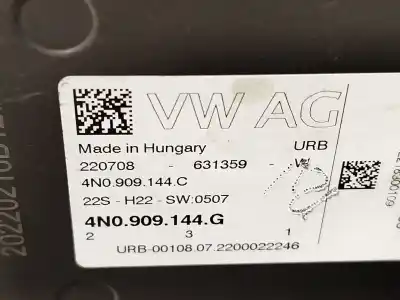 VW AG
Made in Hungary URB
220708 - 631359 -
4N0.909.144.C
22S - H22 - SW:0507
4N0.909.144.G
2 3 1
URB-00108.07.2200022246